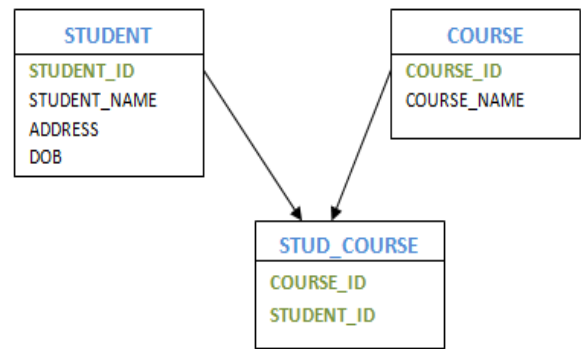 STUDENT
STUDENT_ID
STUDENT_NAME
ADDRESS
DOB
COURSE
COURSE_ID
COURSE_NAME
STUD_COURSE
COURSE_ID
STUDENT_ID